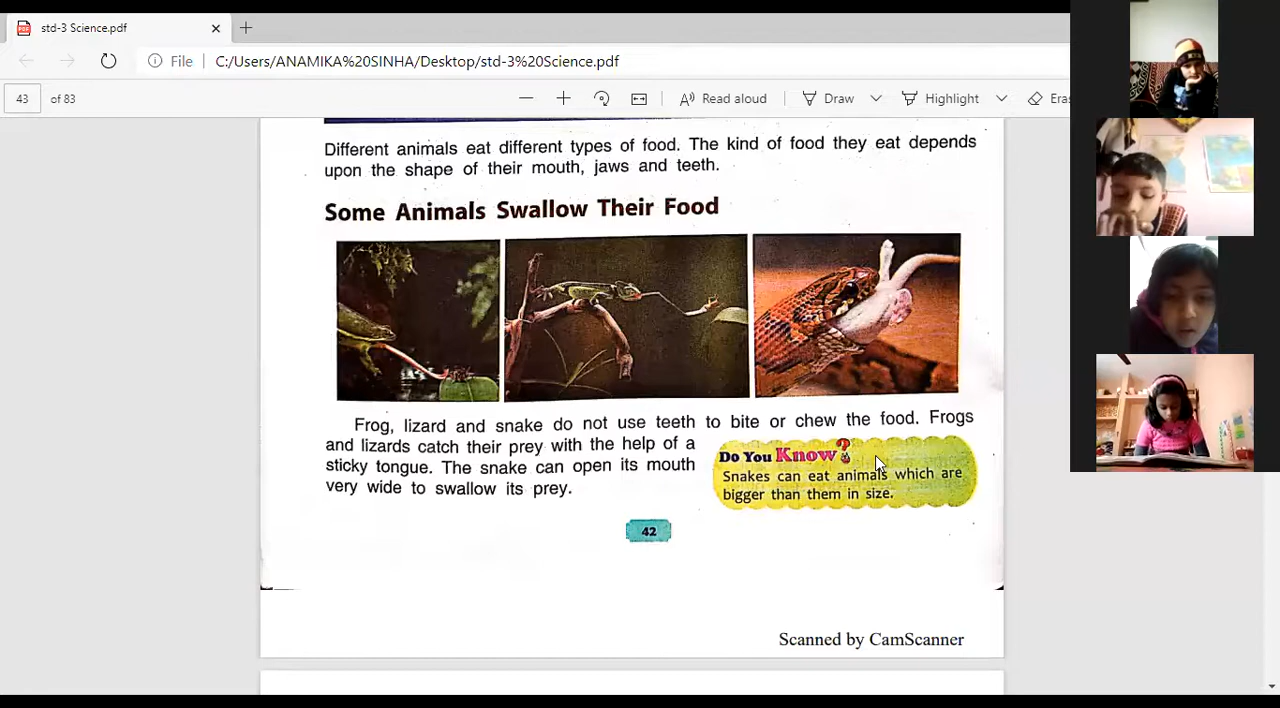 std-3 Science.pdf
File
C:/Users/ANAMIKA%20SINHA/Desktop/std-3%20Science.pdf
43
of 83
Read aloud
Draw
Highlight
Different animals eat different types of food. The kind of food they eat depends
upon the shape of their mouth, jaws and teeth.
Some Animals Swallow Their Food
Frog, lizard and snake do not use teeth to bite or chew the food. Frogs
and lizards catch their prey with the help of a
sticky tongue. The snake can open its mouth
very wide to swallow its prey.
Do You Know?
Snakes can eat animals which are
bigger than them in size.
42
Scanned by CamScanner